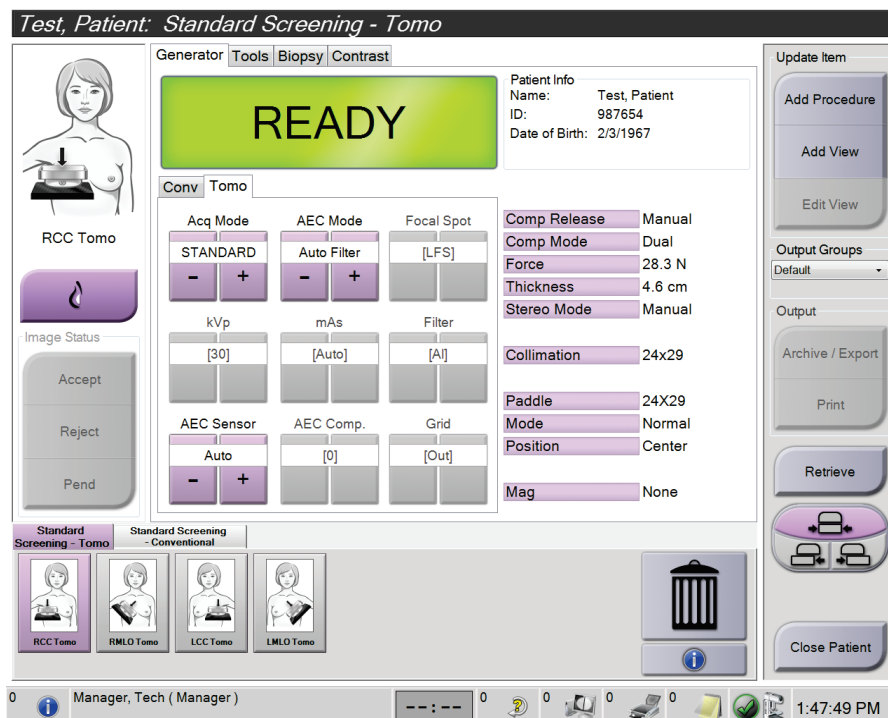 Test, Patient: Standard Screening - Tomo
Generator Tools Biopsy Contrast
READY
Patient Info
Name: Test, Patient
ID: 987654
Date of Birth: 2/3/1967
RCC Tomo
Image Status
Accept
Reject
Pend
Conv Tomo
Acq Mode AEC Mode Focal Spot
STANDARD Auto Filter [LFS]
- + - +
kVp mAs Filter
[30] [Auto] [Al]
AEC Sensor AEC Comp. Grid
Auto [0] [Out]
- +
Comp Release Manual
Comp Mode Dual
Force 28.3 N
Thickness 4.6 cm
Stereo Mode Manual
Collimation 24x29
Paddle 24X29
Mode Normal
Position Center
Mag None
Update Item
Add Procedure
Add View
Edit View
Output Groups
Default
Output
Archive / Export
Print
Retrieve
Close Patient
Standard
Screening - Tomo
Standard Screening
- Conventional
RCC Tomo RMLO Tomo LCC Tomo LMLO Tomo
0 Manager, Tech ( Manager ) --:-- 0 0 0 0 1:47:49 PM